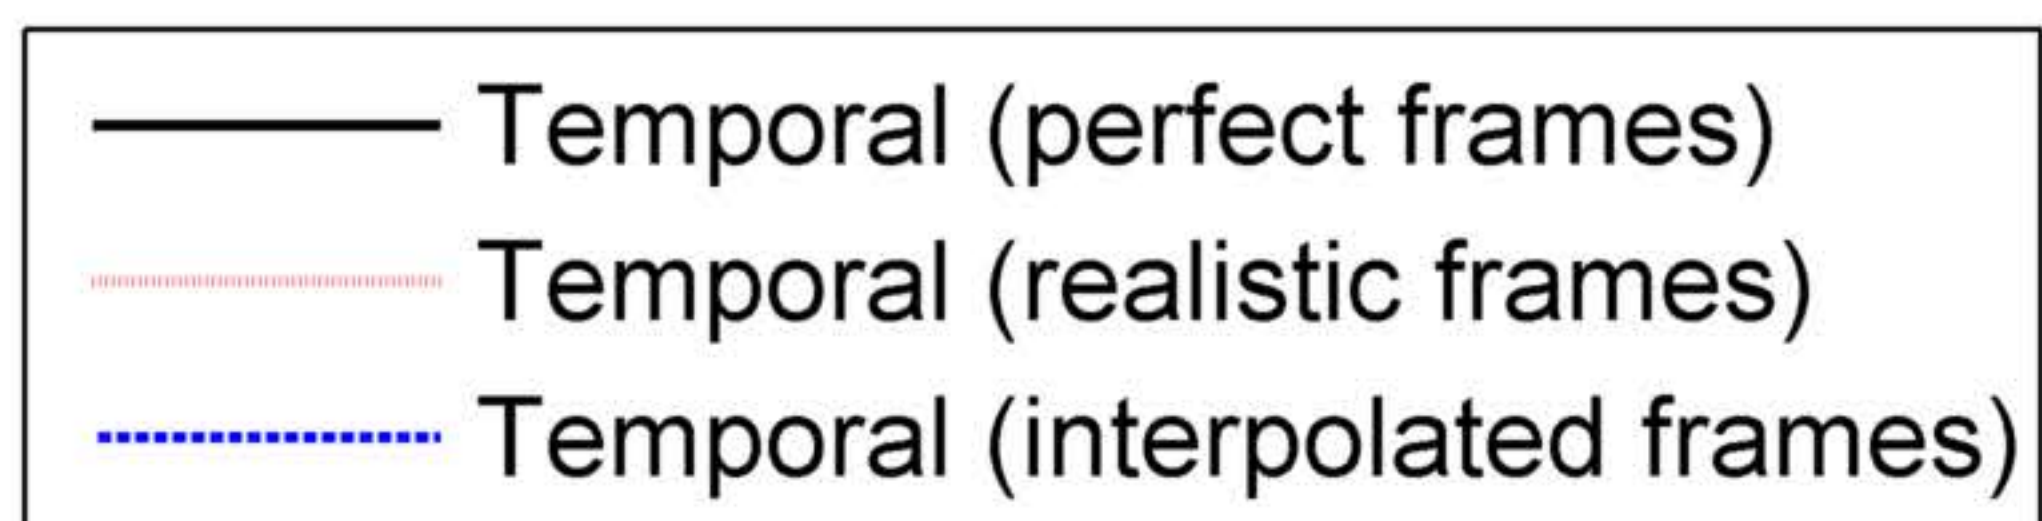 Temporal (perfect frames)
Temporal (realistic frames)
Temporal (interpolated frames)